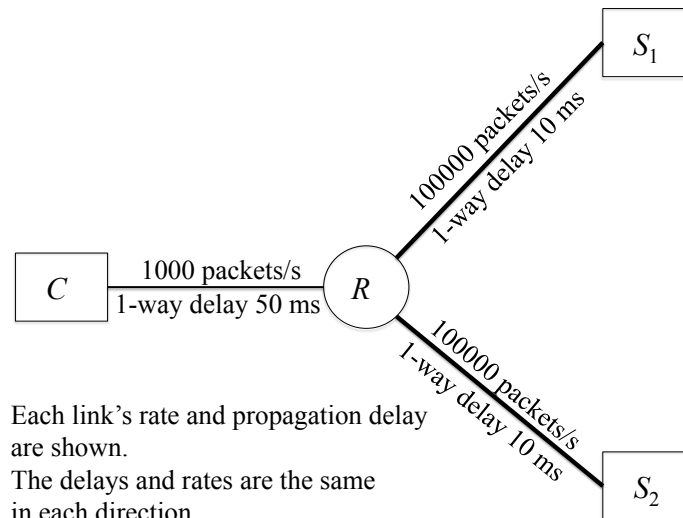 S1
100000 packets/s
1-way delay 10 ms
1000 packets/s
C
R
1-way delay 50 ms
100000 packets/s
1-way delay 10 ms
Each link's rate and propagation delay
are shown.
The delays and rates are the same
in each direction
S2